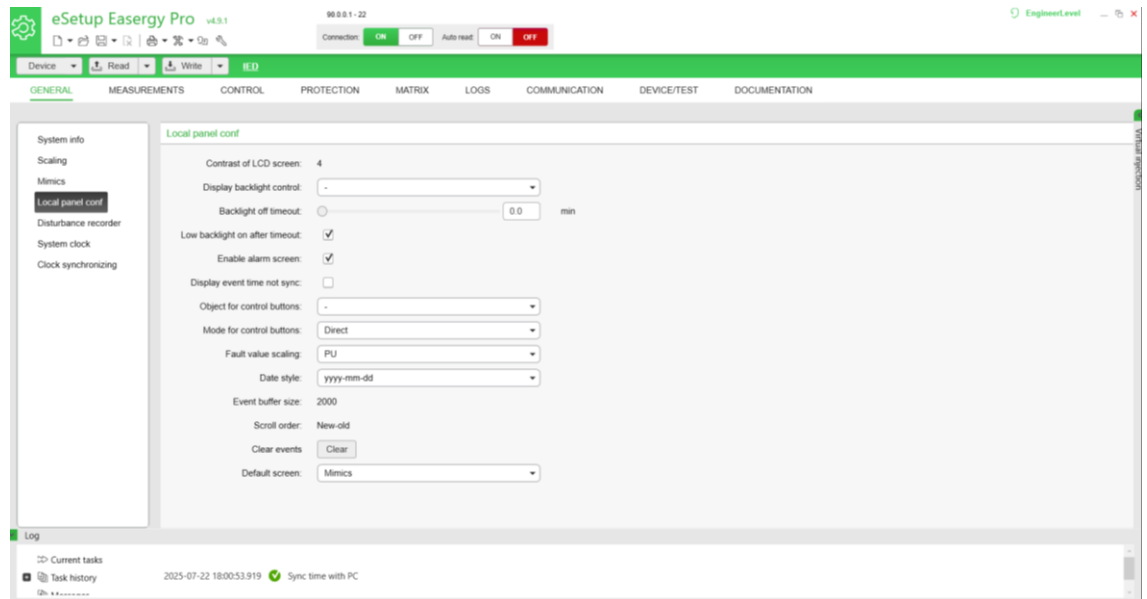 eSetup Easergy Pro v4.9.1
90.0.0.1 - 22
EngineerLevel
Connection: ON OFF Auto read: ON OFF
Device Read Write IED
GENERAL MEASUREMENTS CONTROL PROTECTION MATRIX LOGS COMMUNICATION DEVICE/TEST DOCUMENTATION
System info
Scaling
Mimics
Local panel conf
Disturbance recorder
System clock
Clock synchronizing
Local panel conf
Contrast of LCD screen: 4
Display backlight control: -
Backlight off timeout: 0.0 min
Low backlight on after timeout:
Enable alarm screen:
Display event time not sync:
Object for control buttons: -
Mode for control buttons: Direct
Fault value scaling: PU
Date style: yyyy-mm-dd
Event buffer size: 2000
Scroll order: New-old
Clear events Clear
Default screen: Mimics
Virtual injection
Log
Current tasks
Task history
2025-07-22 18:00:53.919 Sync time with PC